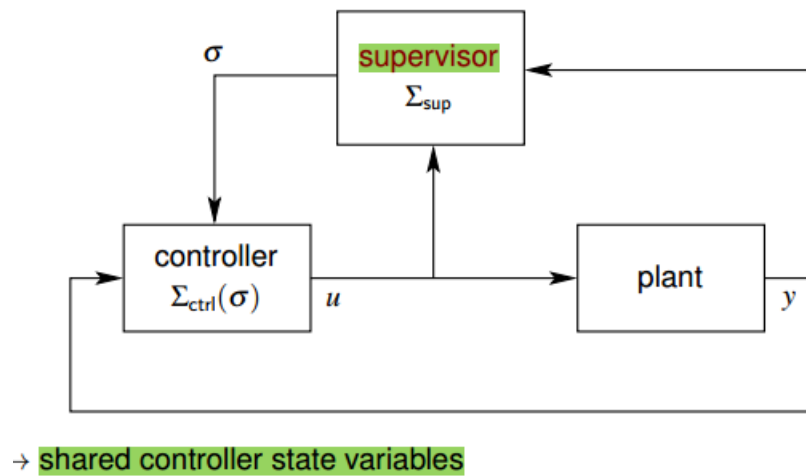 σ
supervisor
Σsup
controller
Σctrl(σ)
u
plant
y
→ shared controller state variables